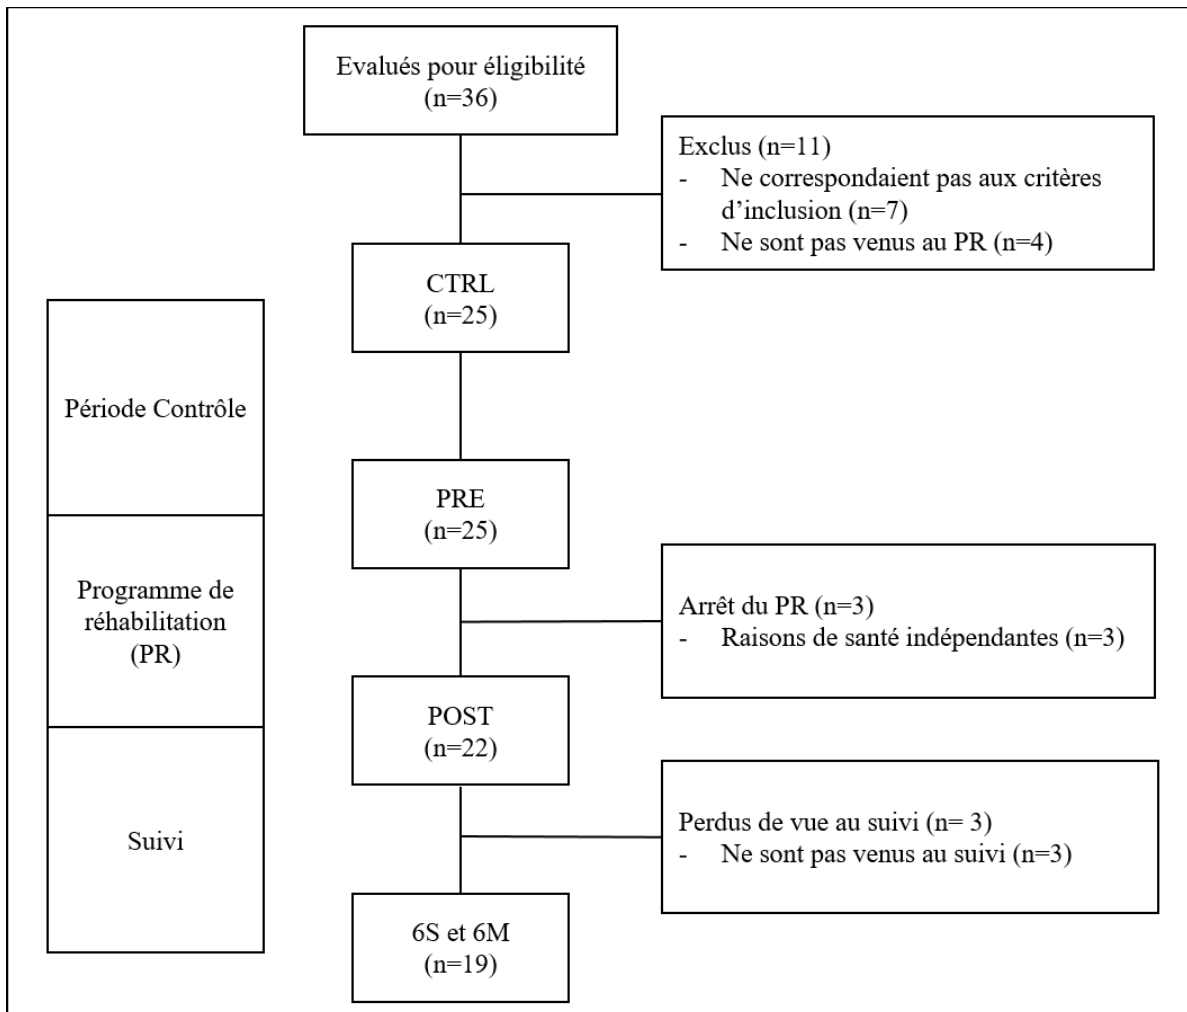 Evalués pour éligibilité
(n=36)
Exclus (n=11)
- Ne correspondaient pas aux critères
d’inclusion (n=7)
- Ne sont pas venus au PR (n=4)
CTRL
(n=25)
Période Contrôle
PRE
(n=25)
Programme de
réhabilitation
(PR)
Arrêt du PR (n=3)
- Raisons de santé indépendantes (n=3)
POST
(n=22)
Suivi
Perdus de vue au suivi (n= 3)
- Ne sont pas venus au suivi (n=3)
6S et 6M
(n=19)